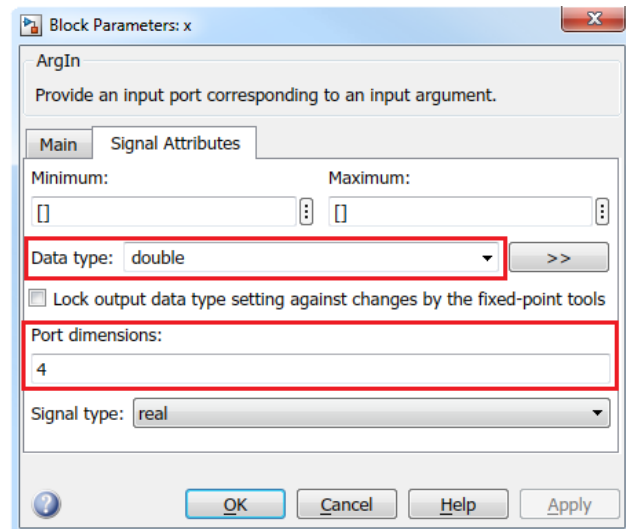 Block Parameters: x
ArgIn
Provide an input port corresponding to an input argument.
Main Signal Attributes
Minimum: Maximum:
[] []
Data type: double >>
Lock output data type setting against changes by the fixed-point tools
Port dimensions:
4
Signal type: real
OK Cancel Help Apply